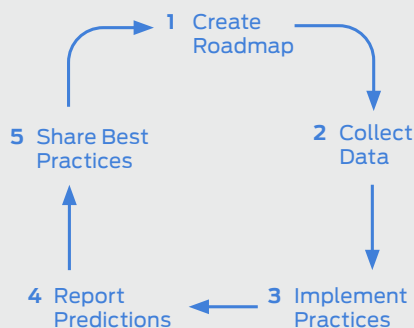 1 Create
Roadmap
2 Collect
Data
3 Implement
Practices
4 Report
Predictions
5 Share Best
Practices